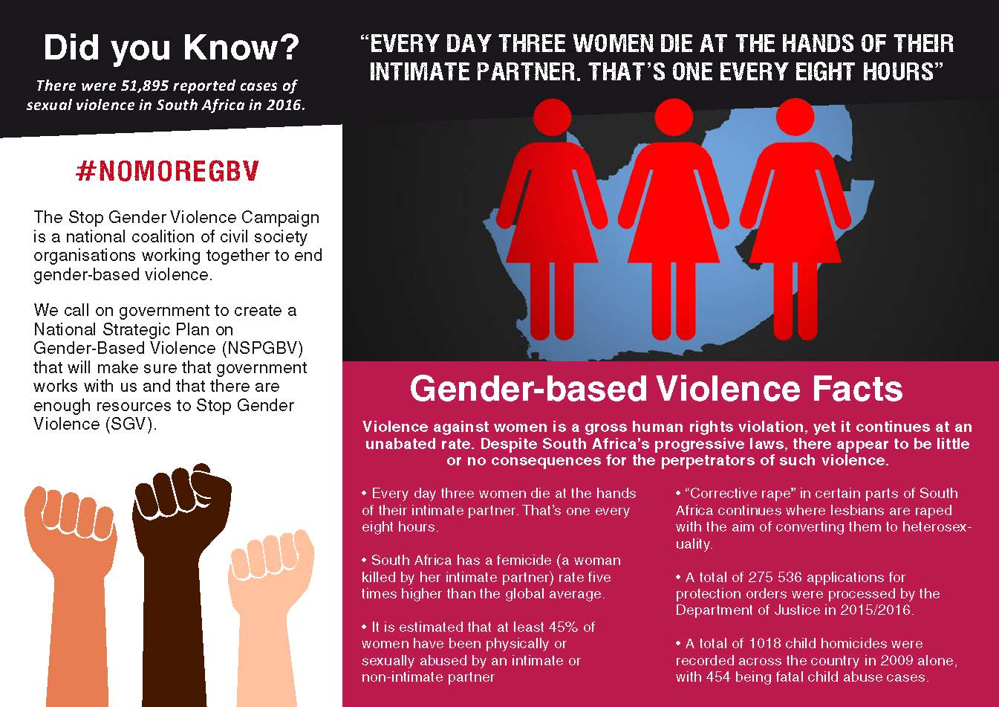 Did you Know?
There were 51,895 reported cases of
sexual violence in South Africa in 2016.
“EVERY DAY THREE WOMEN DIE AT THE HANDS OF THEIR
INTIMATE PARTNER. THAT’S ONE EVERY EIGHT HOURS”
#NOMOREGBV
The Stop Gender Violence Campaign
is a national coalition of civil society
organisations working together to end
gender-based violence.
We call on government to create a
National Strategic Plan on
Gender-Based Violence (NSPGBV)
that will make sure that government
works with us and that there are
enough resources to Stop Gender
Violence (SGV).
Gender-based Violence Facts
Violence against women is a gross human rights violation, yet it continues at an
unabated rate. Despite South Africa’s progressive laws, there appear to be little
or no consequences for the perpetrators of such violence.
• Every day three women die at the hands
of their intimate partner. That’s one every
eight hours.
• South Africa has a femicide (a woman
killed by her intimate partner) rate five
times higher than the global average.
• It is estimated that at least 45% of
women have been physically or
sexually abused by an intimate or
non-intimate partner
• “Corrective rape” in certain parts of South
Africa continues where lesbians are raped
with the aim of converting them to heterosex-
uality.
• A total of 275 536 applications for
protection orders were processed by the
Department of Justice in 2015/2016.
• A total of 1018 child homicides were
recorded across the country in 2009 alone,
with 454 being fatal child abuse cases.